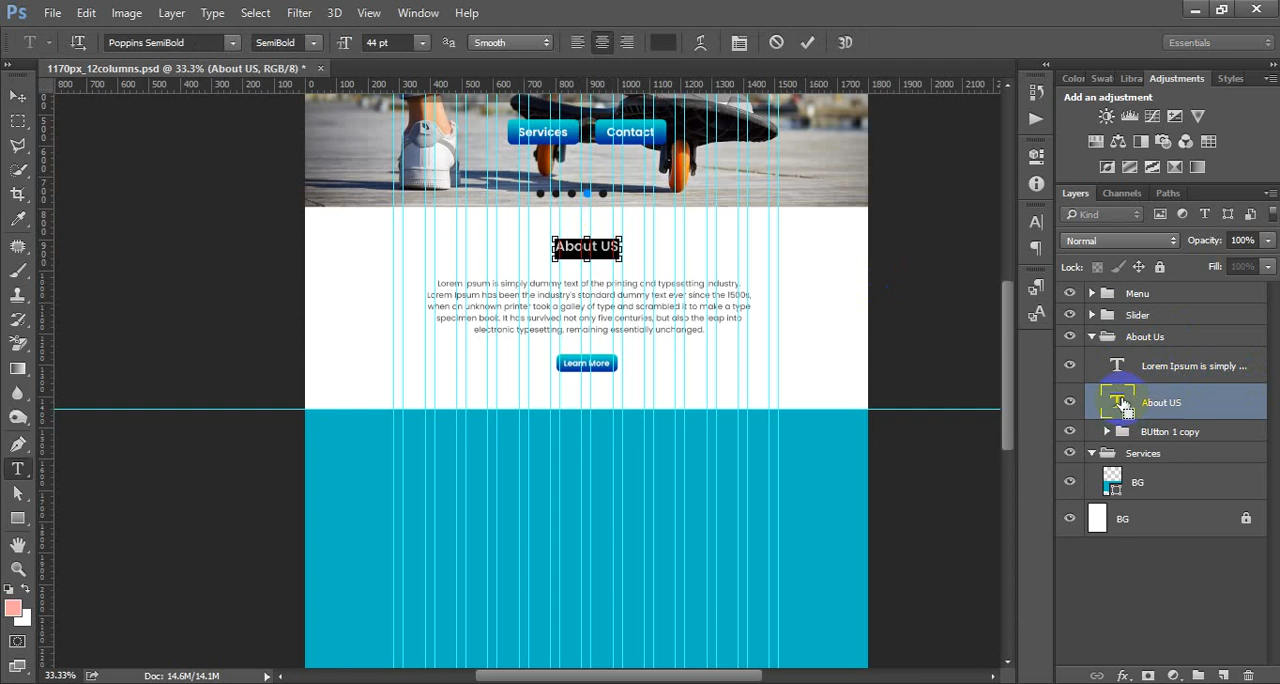 Ps File Edit Image Layer Type Select Filter 3D View Window Help
Poppins SemiBold SemiBold 44 pt Smooth 3D Essentials
1170px_12columns.psd @ 33.3% (About US, RGB/8) *
Color Swat Libra Adjustments Styles
Add an adjustment
Services Contact
About US
Lorem Ipsum is simply dummy text of the printing and typesetting industry.
Lorem Ipsum has been the industry's standard dummy text ever since the 1500s,
when an unknown printer took a galley of type and scrambled it to make a type
specimen book. It has survived not only five centuries, but also the leap into
electronic typesetting, remaining essentially unchanged.
Learn More
Layers Channels Paths
Kind
Normal Opacity: 100%
Lock: Fill: 100%
Menu
Slider
About Us
Lorem Ipsum is simply ...
About US
BUtton 1 copy
Services
BG
BG
33.33% Doc: 14.6M/14.1M